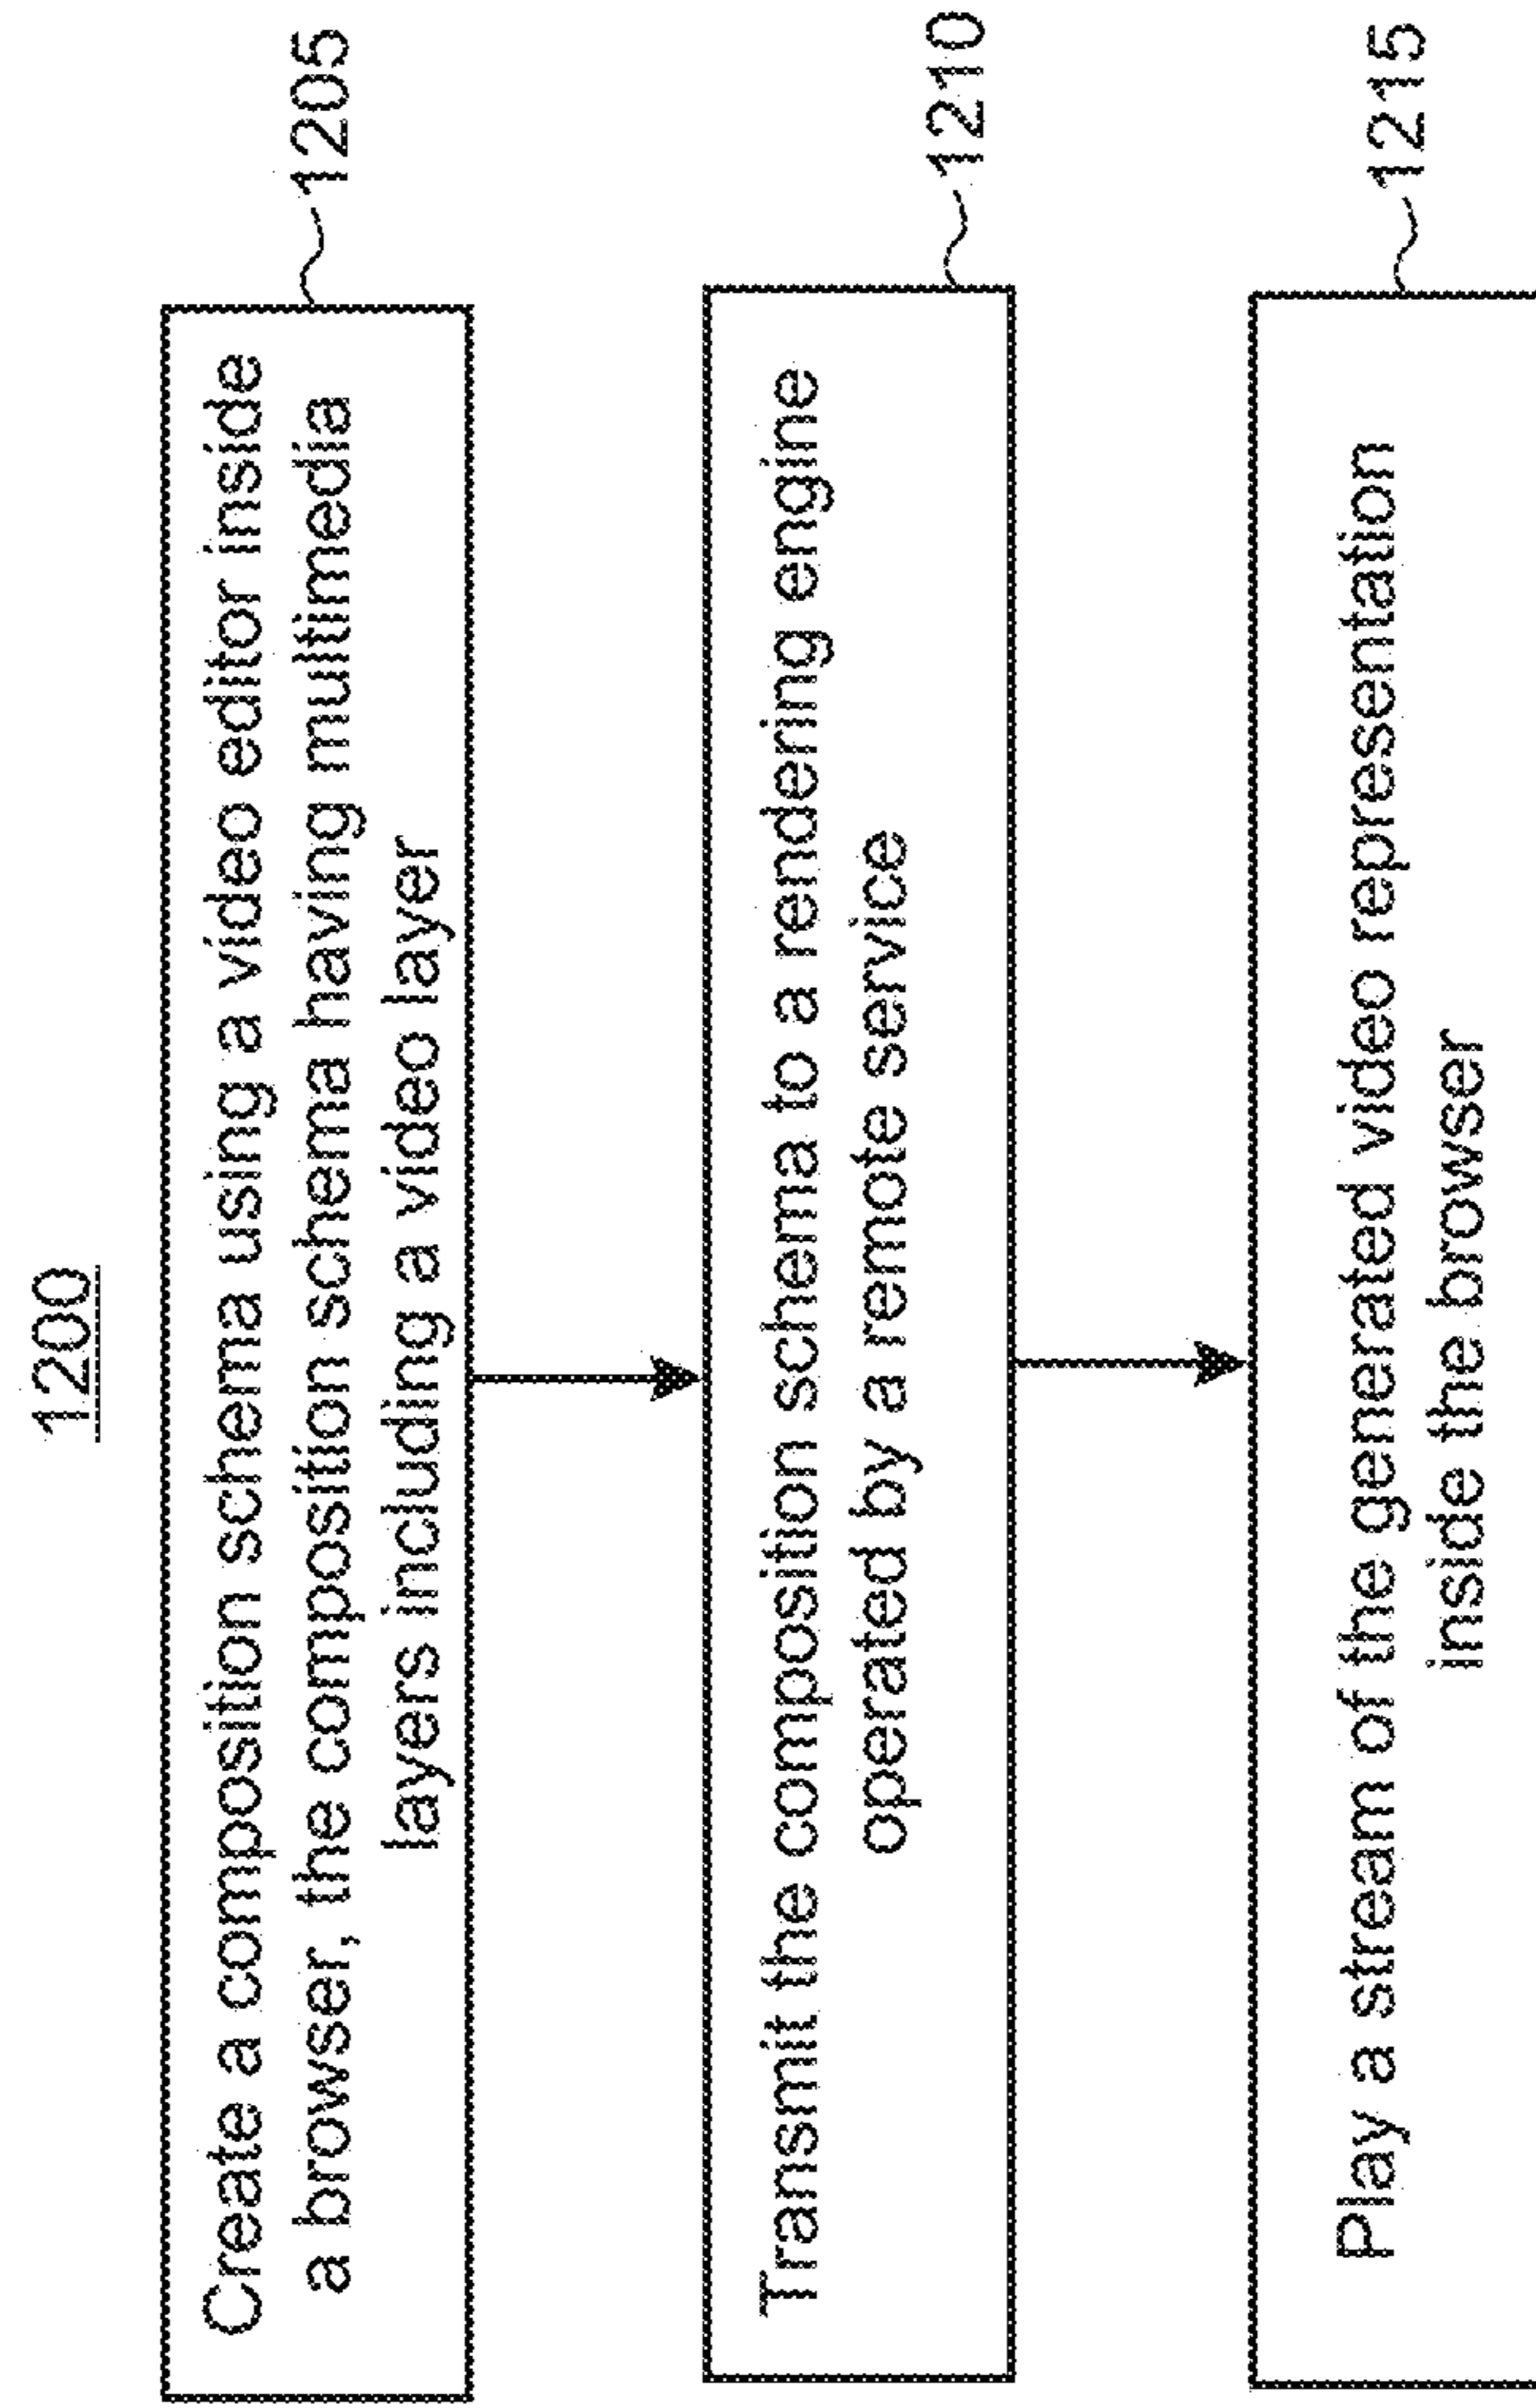 1200
Create a composition schema using a video editor inside
a browser, the composition schema having multimedia
layers including a video layer
1205
Transmit the composition schema to a rendering engine
operated by a remote service
1210
Play a stream of the generated video representation
inside the browser
1215